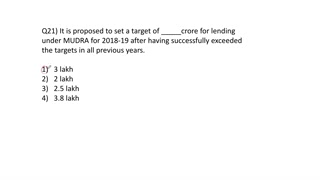 Q21) It is proposed to set a target of _____crore for lending
under MUDRA for 2018-19 after having successfully exceeded
the targets in all previous years.
1) 3 lakh
2) 2 lakh
3) 2.5 lakh
4) 3.8 lakh